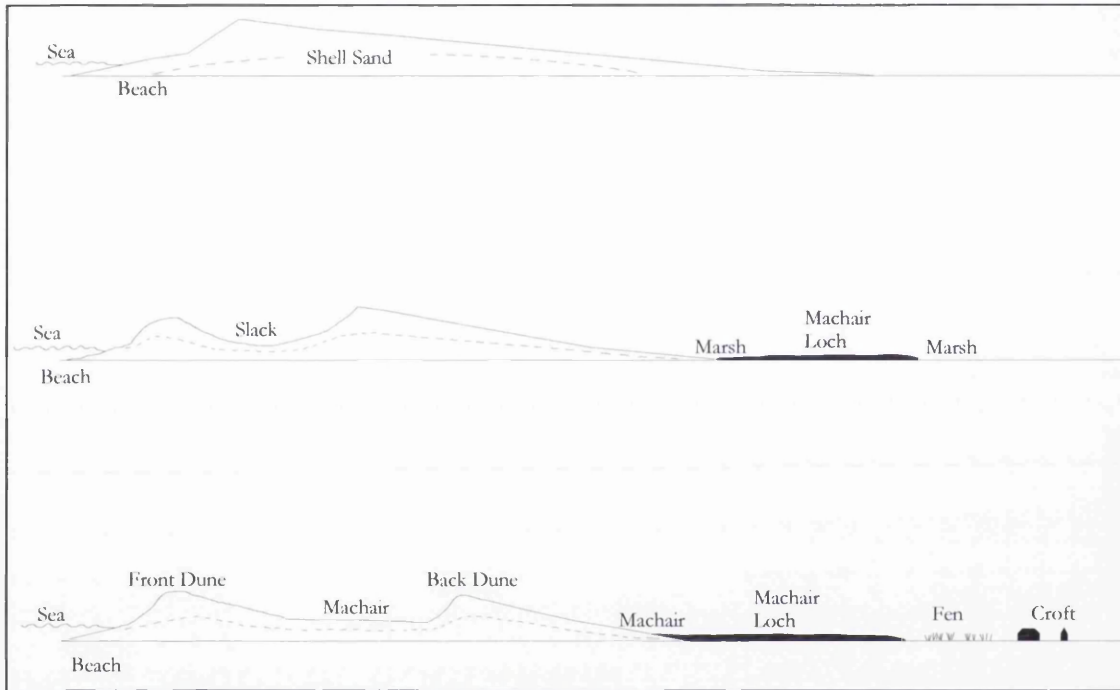 Sea
Shell Sand
Beach
Sea
Slack
Marsh
Machair
Loch
Marsh
Beach
Front Dune
Back Dune
Sea
Machair
Machair
Machair
Loch
Fen
Croft
Beach